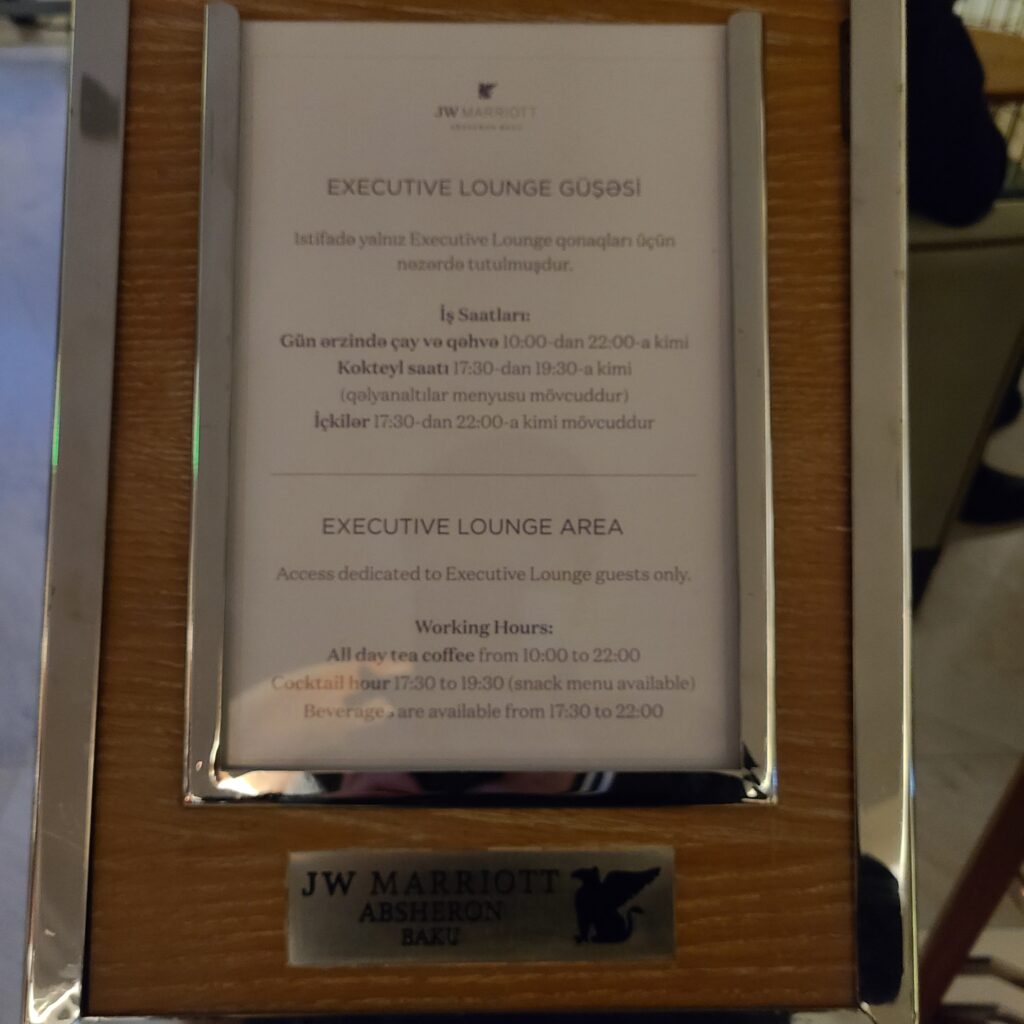 JW MARRIOTT
ABSHERON BAKU
EXECUTIVE LOUNGE GÜŞƏSİ
İstifadə yalnız Executive Lounge qonaqları üçün
nəzərdə tutulmuşdur.
İş Saatları:
Gün ərzində çay və qəhvə 10:00-dan 22:00-a kimi
Kokteyl saatı 17:30-dan 19:30-a kimi
(qəlyanaltılar menyusu mövcuddur)
İçkilər 17:30-dan 22:00-a kimi mövcuddur
EXECUTIVE LOUNGE AREA
Access dedicated to Executive Lounge guests only.
Working Hours:
All day tea coffee from 10:00 to 22:00
Cocktail hour 17:30 to 19:30 (snack menu available)
Beverages are available from 17:30 to 22:00
JW MARRIOTT
ABSHERON
BAKU